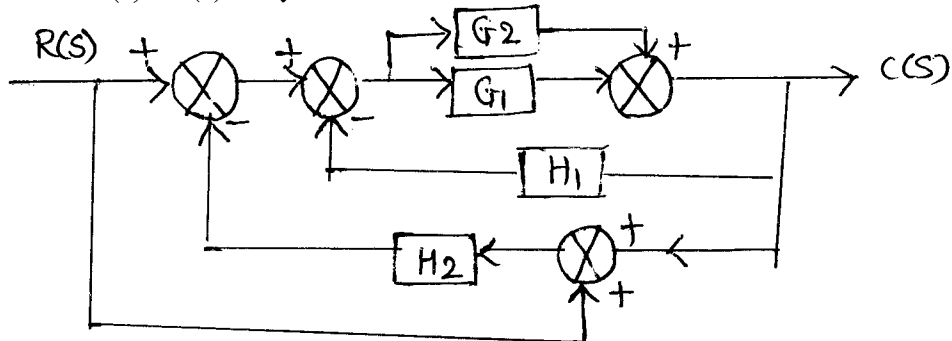 G2
R(S) + + + C(S)
G1
- -
H1
+
H2
+